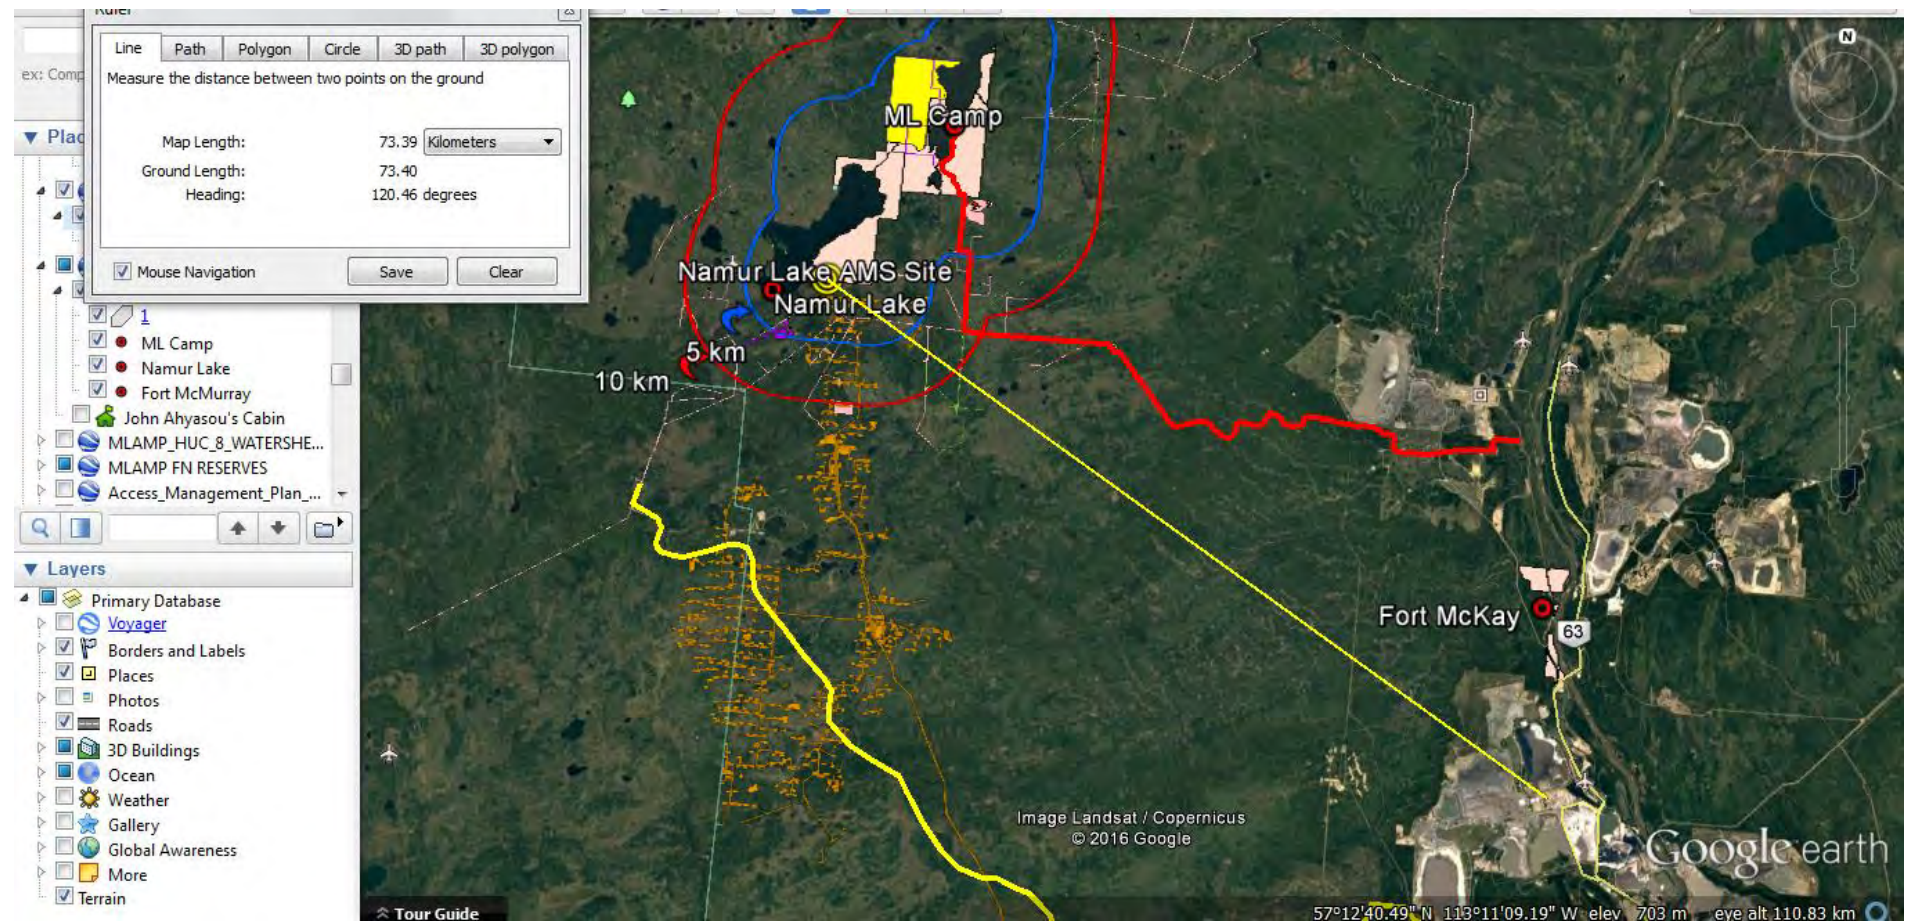 Ruler
Line Path Polygon Circle 3D path 3D polygon
Measure the distance between two points on the ground
Map Length: 73.39 Kilometers
Ground Length: 73.40
Heading: 120.46 degrees
Mouse Navigation Save Clear
ex: Comp
Plac
1
ML Camp
Namur Lake
Fort McMurray
John Ahyasou's Cabin
MLAMP_HUC_8_WATERSHE...
MLAMP FN RESERVES
Access_Management_Plan_...
Layers
Primary Database
Voyager
Borders and Labels
Places
Photos
Roads
3D Buildings
Ocean
Weather
Gallery
Global Awareness
More
Terrain
N
ML Camp
Namur Lake AMS Site
Namur Lake
5 km
10 km
Fort McKay
63
Image Landsat / Copernicus
© 2016 Google
Google earth
Tour Guide
57°12'40.49" N 113°11'09.19" W elev 703 m eye alt 110.83 km